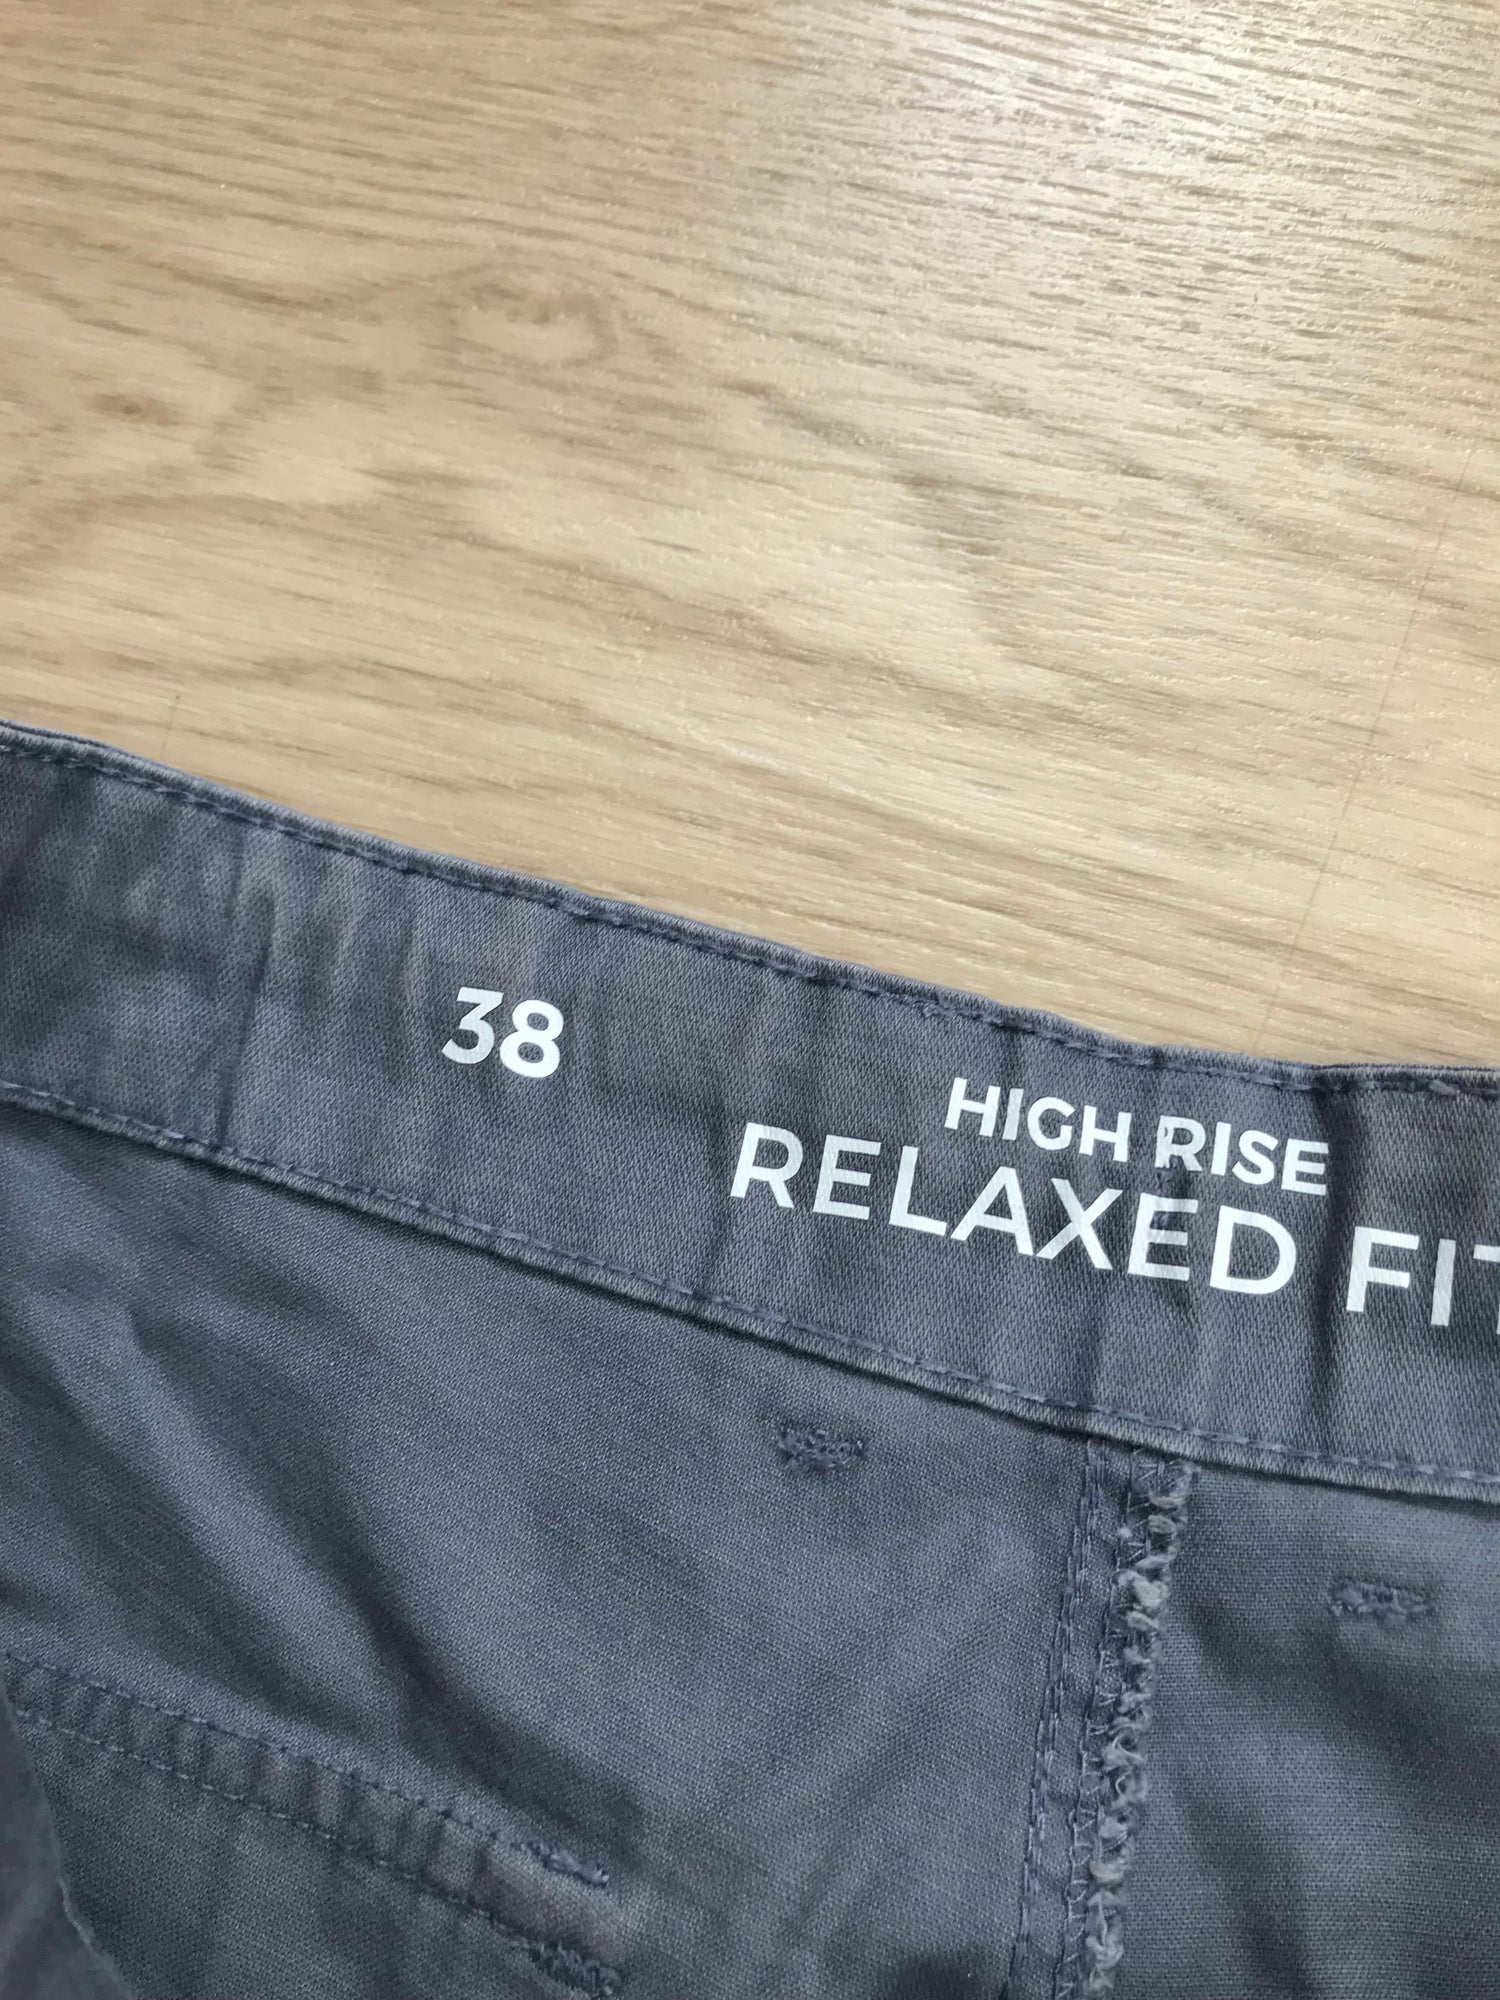 38
HIGH RISE
RELAXED FIT